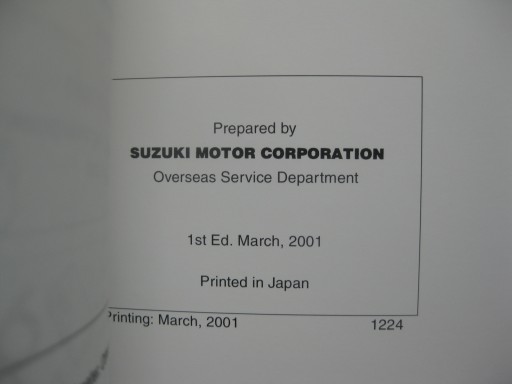 Prepared by
SUZUKI MOTOR CORPORATION
Overseas Service Department
1st Ed. March, 2001
Printed in Japan
Printing: March, 2001 1224